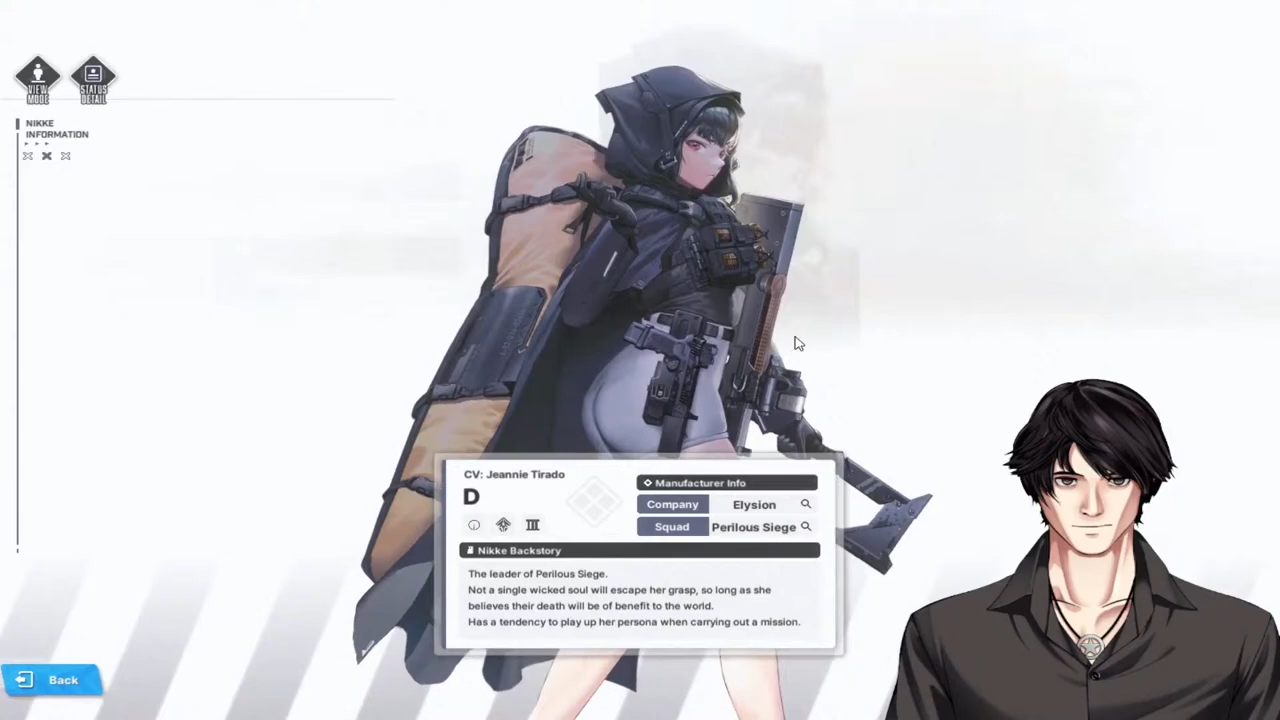 VIEW
MODE
STATUS
DETAIL
NIKKE
INFORMATION
CV: Jeannie Tirado
D
Manufacturer Info
Company Elysion
Squad Perilous Siege
Nikke Backstory
The leader of Perilous Siege.
Not a single wicked soul will escape her grasp, so long as she
believes their death will be of benefit to the world.
Has a tendency to play up her persona when carrying out a mission.
Back